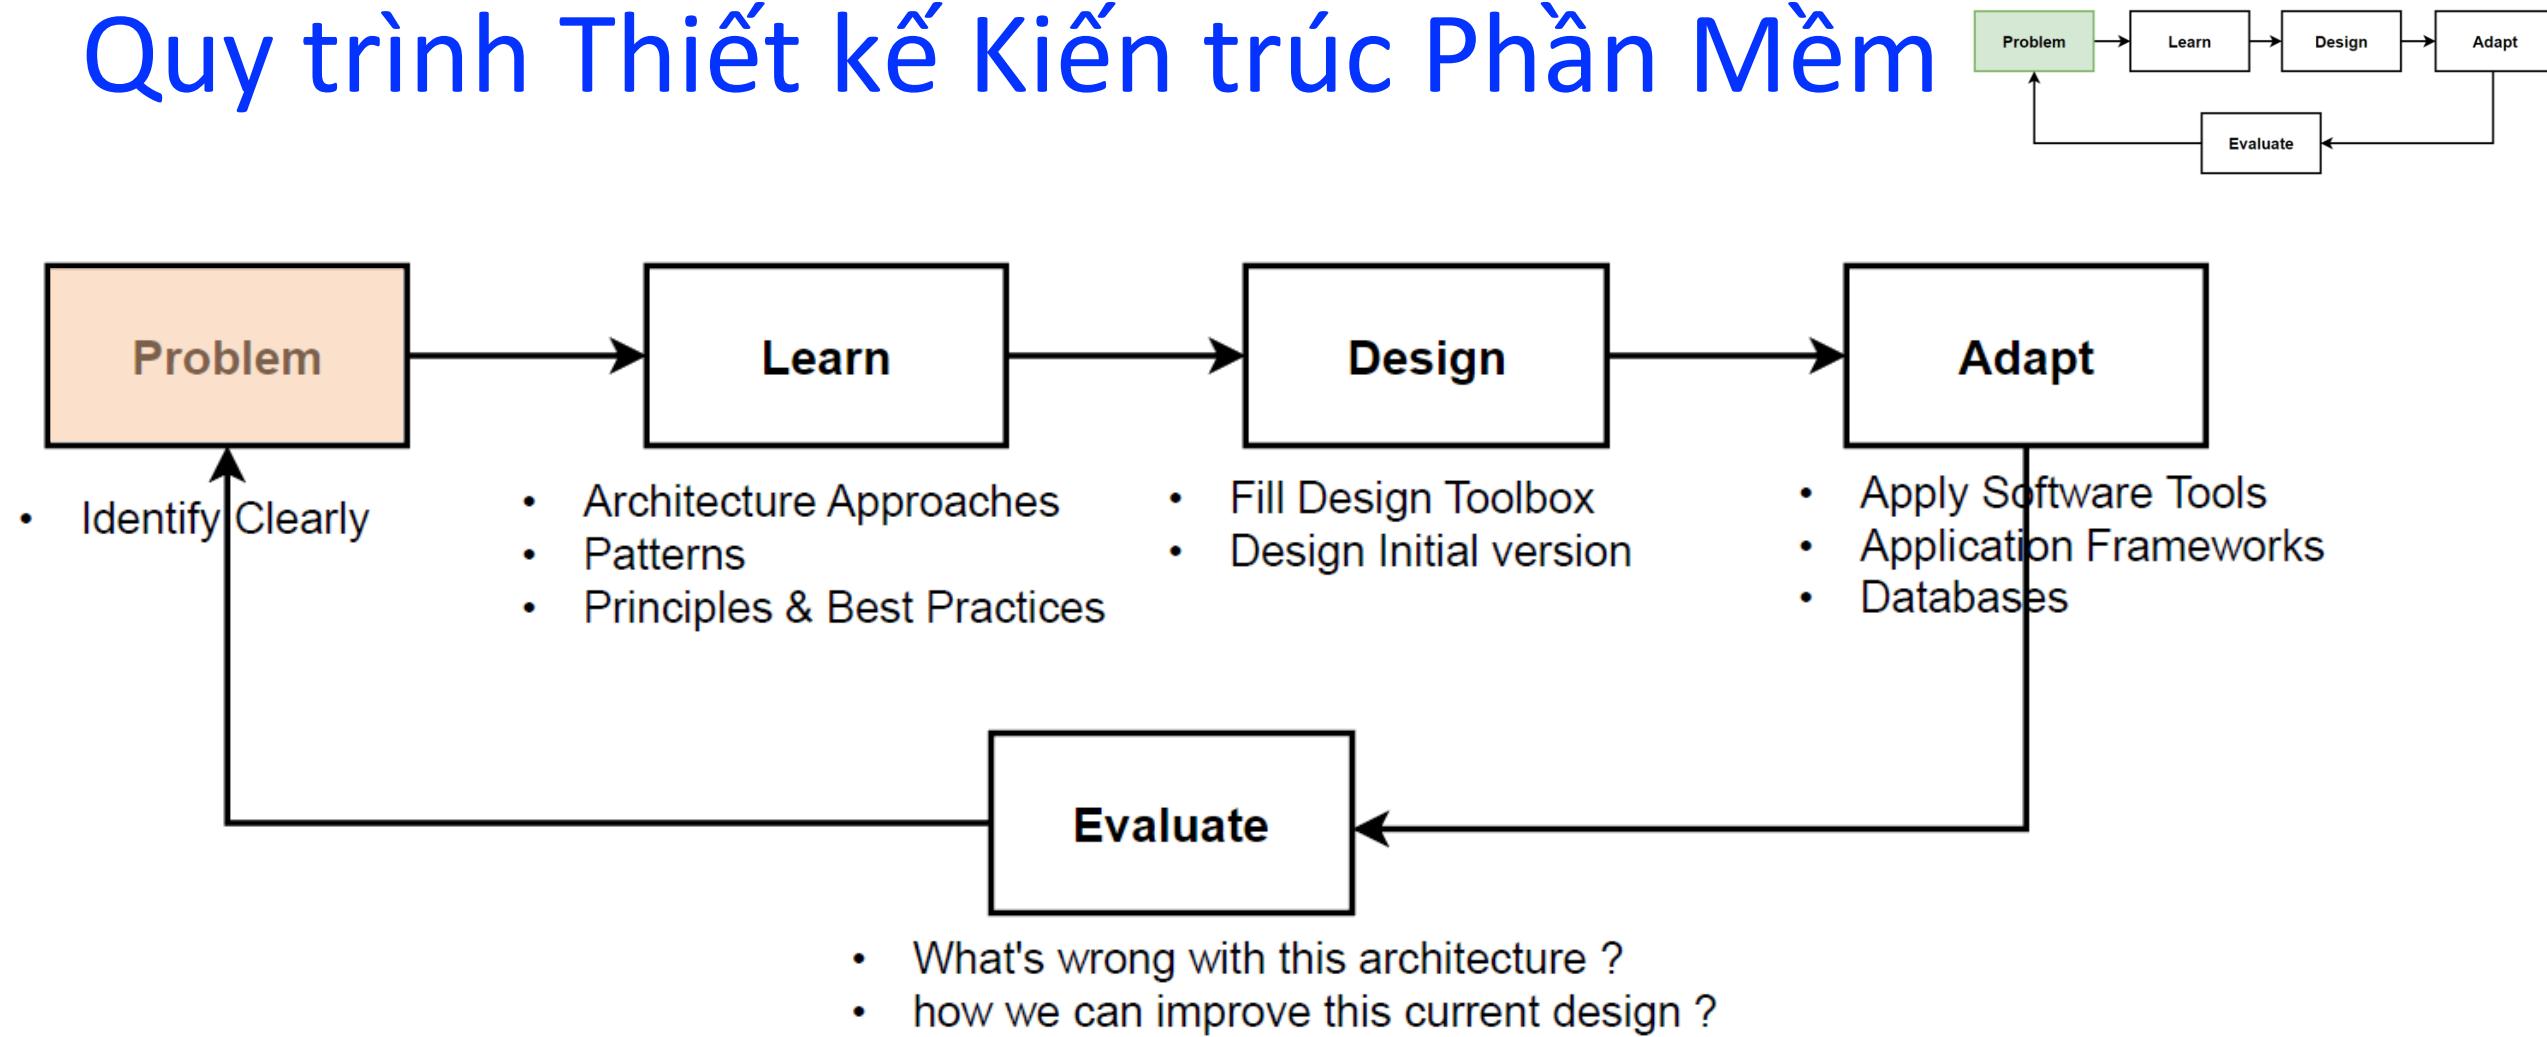 Quy trình Thiết kế Kiến trúc Phần Mềm
Problem
Learn
Design
Adapt
Evaluate
Problem
Learn
Design
Adapt
• Identify Clearly
• Architecture Approaches
• Patterns
• Principles & Best Practices
• Fill Design Toolbox
• Design Initial version
• Apply Software Tools
• Application Frameworks
• Databases
Evaluate
• What's wrong with this architecture ?
• how we can improve this current design ?